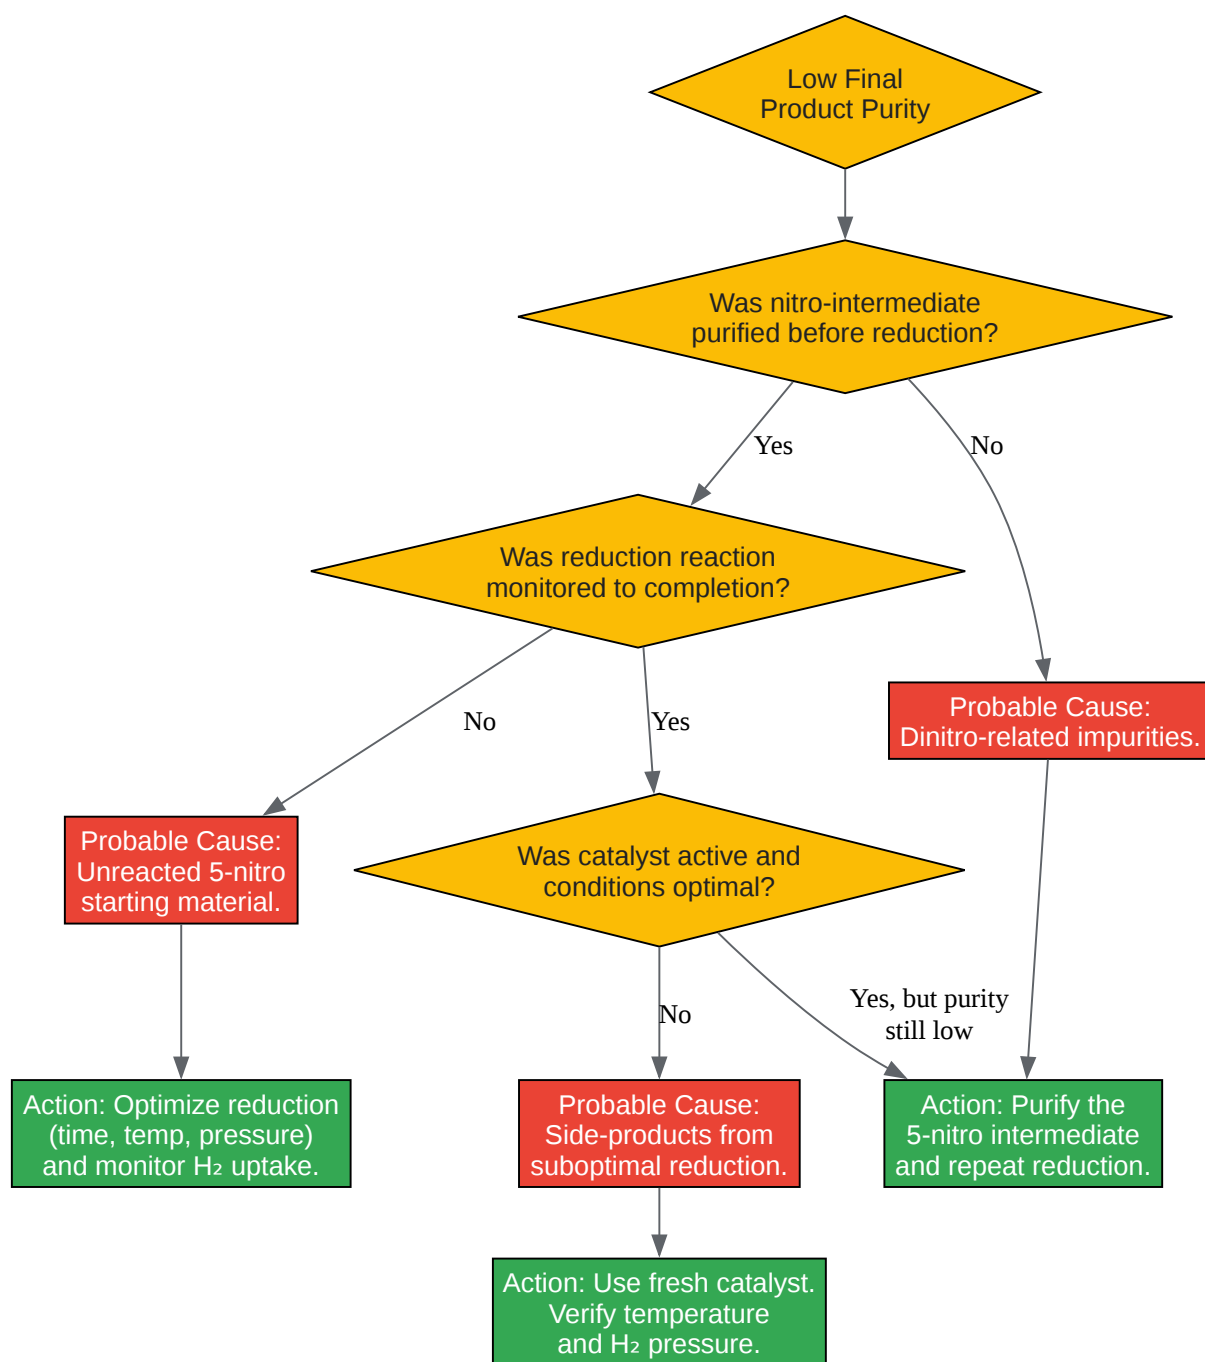 Low Final
Product Purity
Was nitro-intermediate
purified before reduction?
Yes
No
Was reduction reaction
monitored to completion?
No
Yes
Probable Cause:
Dinitro-related impurities.
Probable Cause:
Unreacted 5-nitro
starting material.
Was catalyst active and
conditions optimal?
No
Yes, but purity
still low
Action: Optimize reduction
(time, temp, pressure)
and monitor H₂ uptake.
Probable Cause:
Side-products from
suboptimal reduction.
Action: Purify the
5-nitro intermediate
and repeat reduction.
Action: Use fresh catalyst.
Verify temperature
and H₂ pressure.